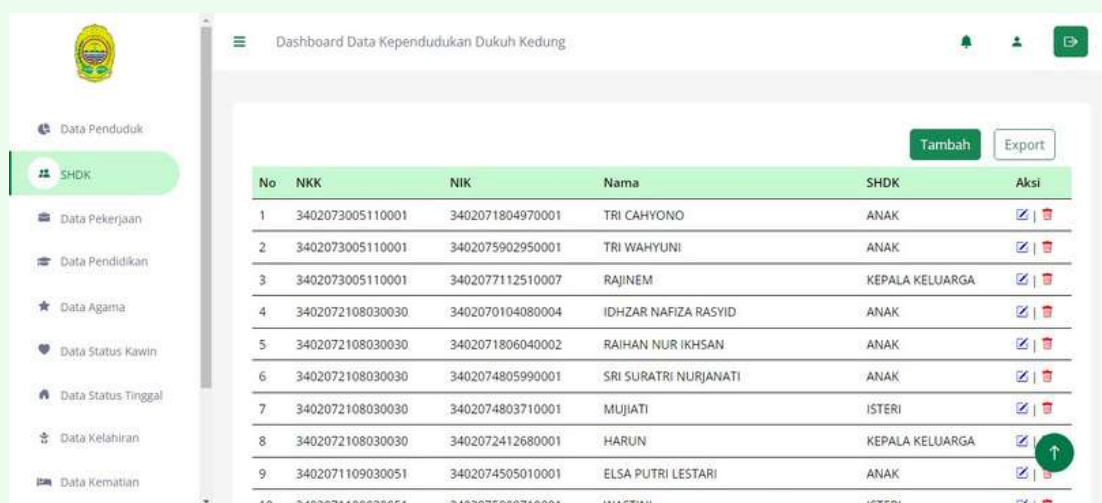 Dashboard Data Kependudukan Dukuh Kedung
Data Penduduk
SHDK
Data Pekerjaan
Data Pendidikan
Data Agama
Data Status Kawin
Data Status Tinggal
Data Kelahiran
Data Kematian
Tambah Export
No NKK NIK Nama SHDK Aksi
1 3402073005110001 3402071804970001 TRI CAHYONO ANAK |
2 3402073005110001 3402075902950001 TRI WAHYUNI ANAK |
3 3402073005110001 3402077112510007 RAJINEM KEPALA KELUARGA |
4 3402072108030030 3402070104080004 IDHZAR NAFIZA RASYID ANAK |
5 3402072108030030 3402071806040002 RAIHAN NUR IKHSAN ANAK |
6 3402072108030030 3402074805990001 SRI SURATRI NURJANATI ANAK |
7 3402072108030030 3402074803710001 MUJIATI ISTERI |
8 3402072108030030 3402072412680001 HARUN KEPALA KELUARGA
9 3402071109030051 3402074505010001 ELSA PUTRI LESTARI ANAK |